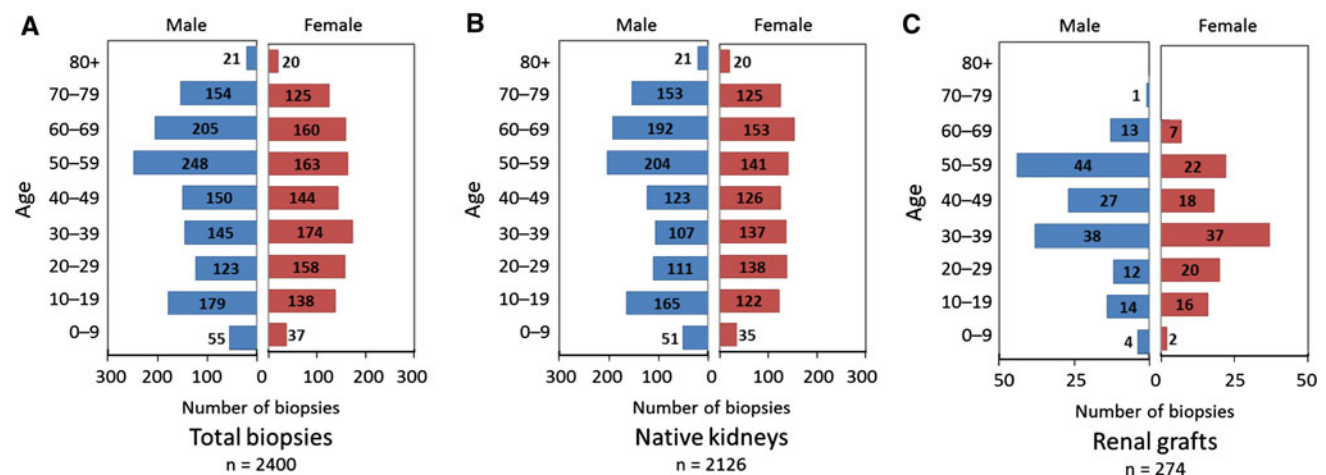 A
Male Female
80+ 21 20
70–79 154 125
60–69 205 160
50–59 248 163
40–49 150 144
30–39 145 174
20–29 123 158
10–19 179 138
0–9 55 37
Age
300 200 100 0 100 200 300
Number of biopsies
Total biopsies
n = 2400
B
Male Female
80+ 21 20
70–79 153 125
60–69 192 153
50–59 204 141
40–49 123 126
30–39 107 137
20–29 111 138
10–19 165 122
0–9 51 35
Age
300 200 100 0 100 200 300
Number of biopsies
Native kidneys
n = 2126
C
Male Female
80+
70–79 1
60–69 13 7
50–59 44 22
40–49 27 18
30–39 38 37
20–29 12 20
10–19 14 16
0–9 4 2
Age
50 25 0 25 50
Number of biopsies
Renal grafts
n = 274